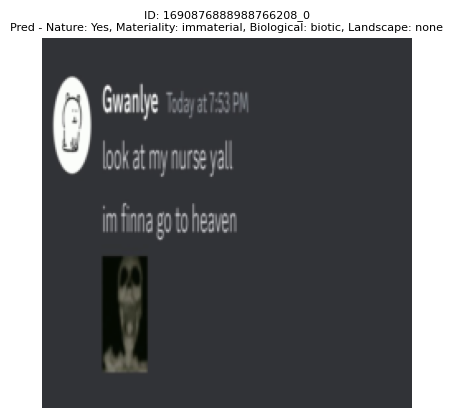 ID: 1690876888988766208_0
Pred - Nature: Yes, Materiality: immaterial, Biological: biotic, Landscape: none
Gwanlye Today at 7:53 PM
look at my nurse yall
im finna go to heaven